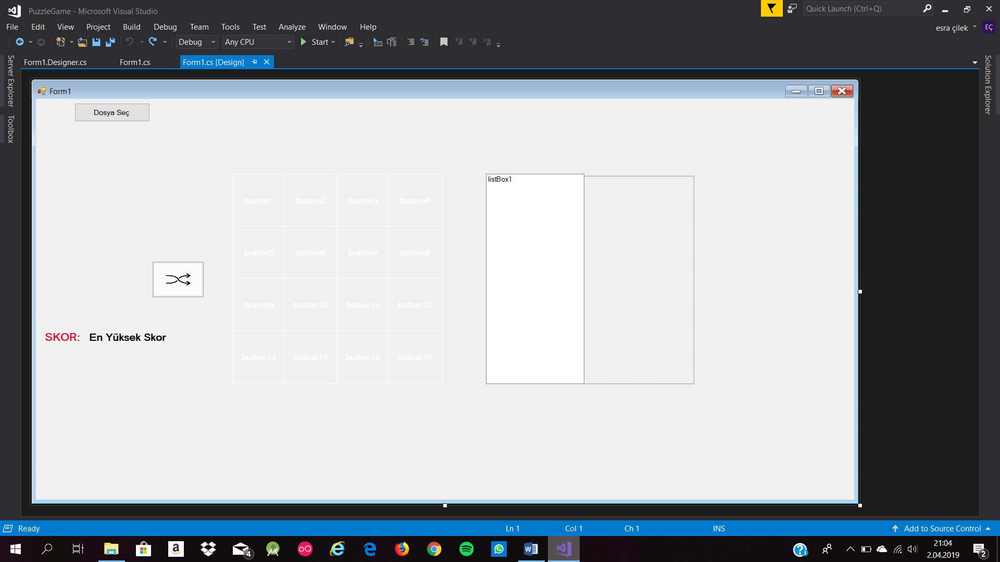 PuzzleGame - Microsoft Visual Studio
Quick Launch (Ctrl+Q)
File Edit View Project Build Debug Team Tools Test Analyze Window Help
esra çilek EÇ
Debug Any CPU Start
Server Explorer
Toolbox
Solution Explorer
Form1.Designer.cs Form1.cs Form1.cs [Design]
Form1
Dosya Seç
button1 button2 button3 button4
listBox1
button5 button6 button7 button8
button9 button10 button11 button12
SKOR: En Yüksek Skor
button13 button14 button15 button16
Ready Ln 1 Col 1 Ch 1 INS Add to Source Control
4
21:04
2.04.2019
2